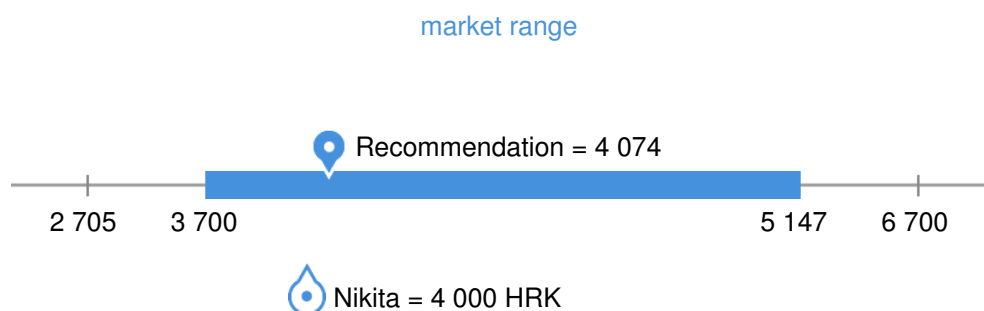 market range
Recommendation = 4 074
2 705 3 700 5 147 6 700
Nikita = 4 000 HRK